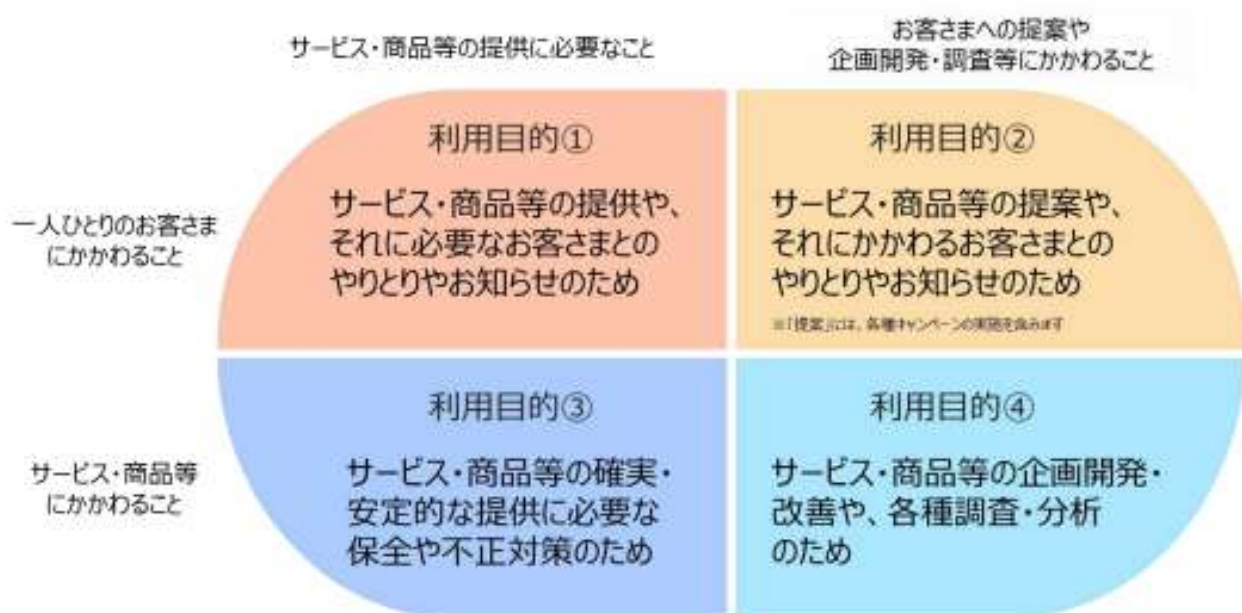 サービス・商品等の提供に必要なこと
お客さまへの提案や
企画開発・調査等にかかわること
一人ひとりのお客さま
にかかわること
利用目的①
サービス・商品等の提供や、
それに必要なお客さまとの
やりとりやお知らせのため
利用目的②
サービス・商品等の提案や、
それにかかわるお客さまとの
やりとりやお知らせのため
※「提案」には、各種キャンペーンの実施を含みます
サービス・商品等
にかかわること
利用目的③
サービス・商品等の確実・
安定的な提供に必要な
保全や不正対策のため
利用目的④
サービス・商品等の企画開発・
改善や、各種調査・分析
のため